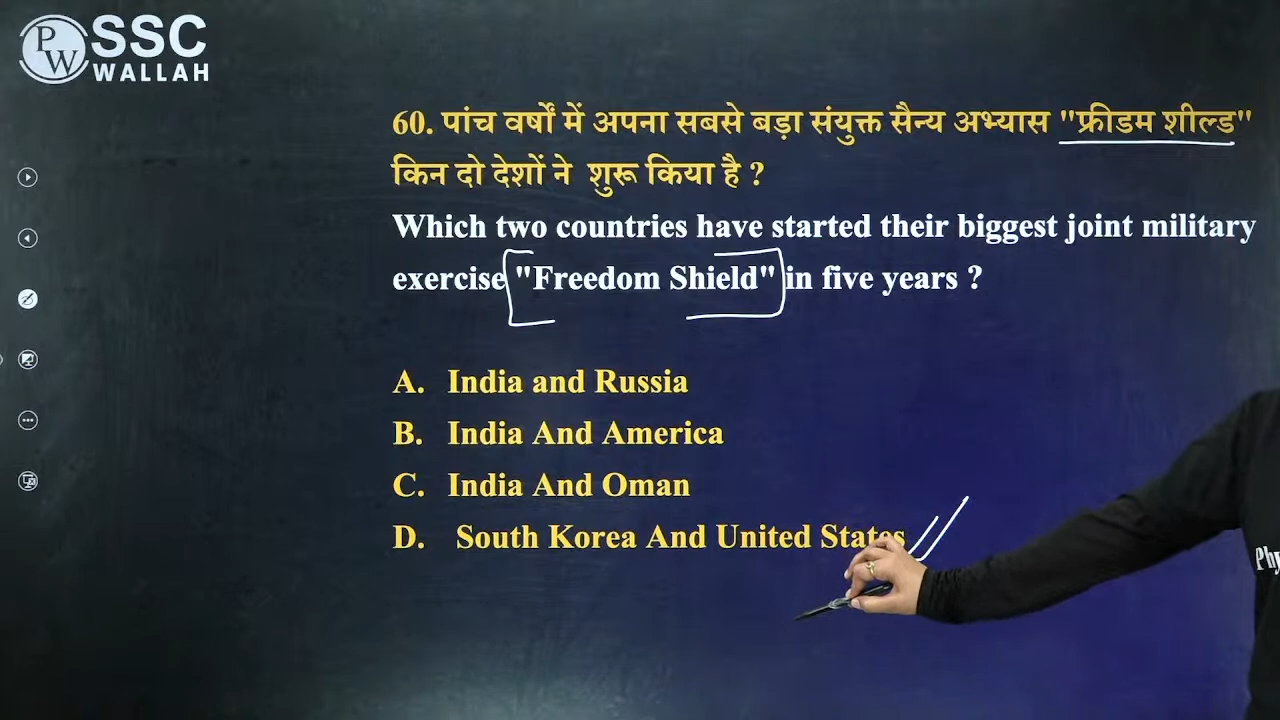 PW SSC
WALLAH
60. पांच वर्षों में अपना सबसे बड़ा संयुक्त सैन्य अभ्यास "फ्रीडम शील्ड"
किन दो देशों ने शुरू किया है ?
Which two countries have started their biggest joint military
exercise "Freedom Shield" in five years ?
A. India and Russia
B. India And America
C. India And Oman
D. South Korea And United States